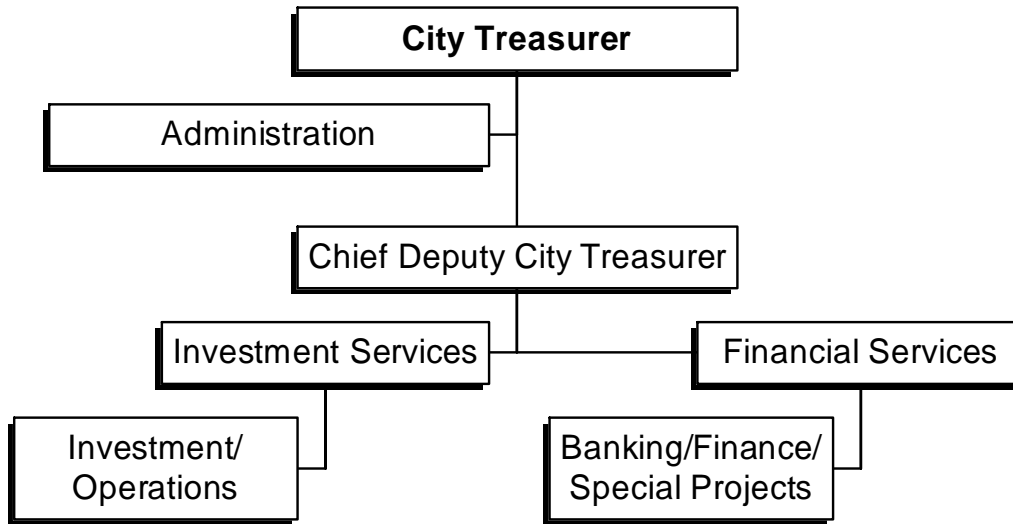 City Treasurer
Administration
Chief Deputy City Treasurer
Investment Services
Financial Services
Investment/
Operations
Banking/Finance/
Special Projects